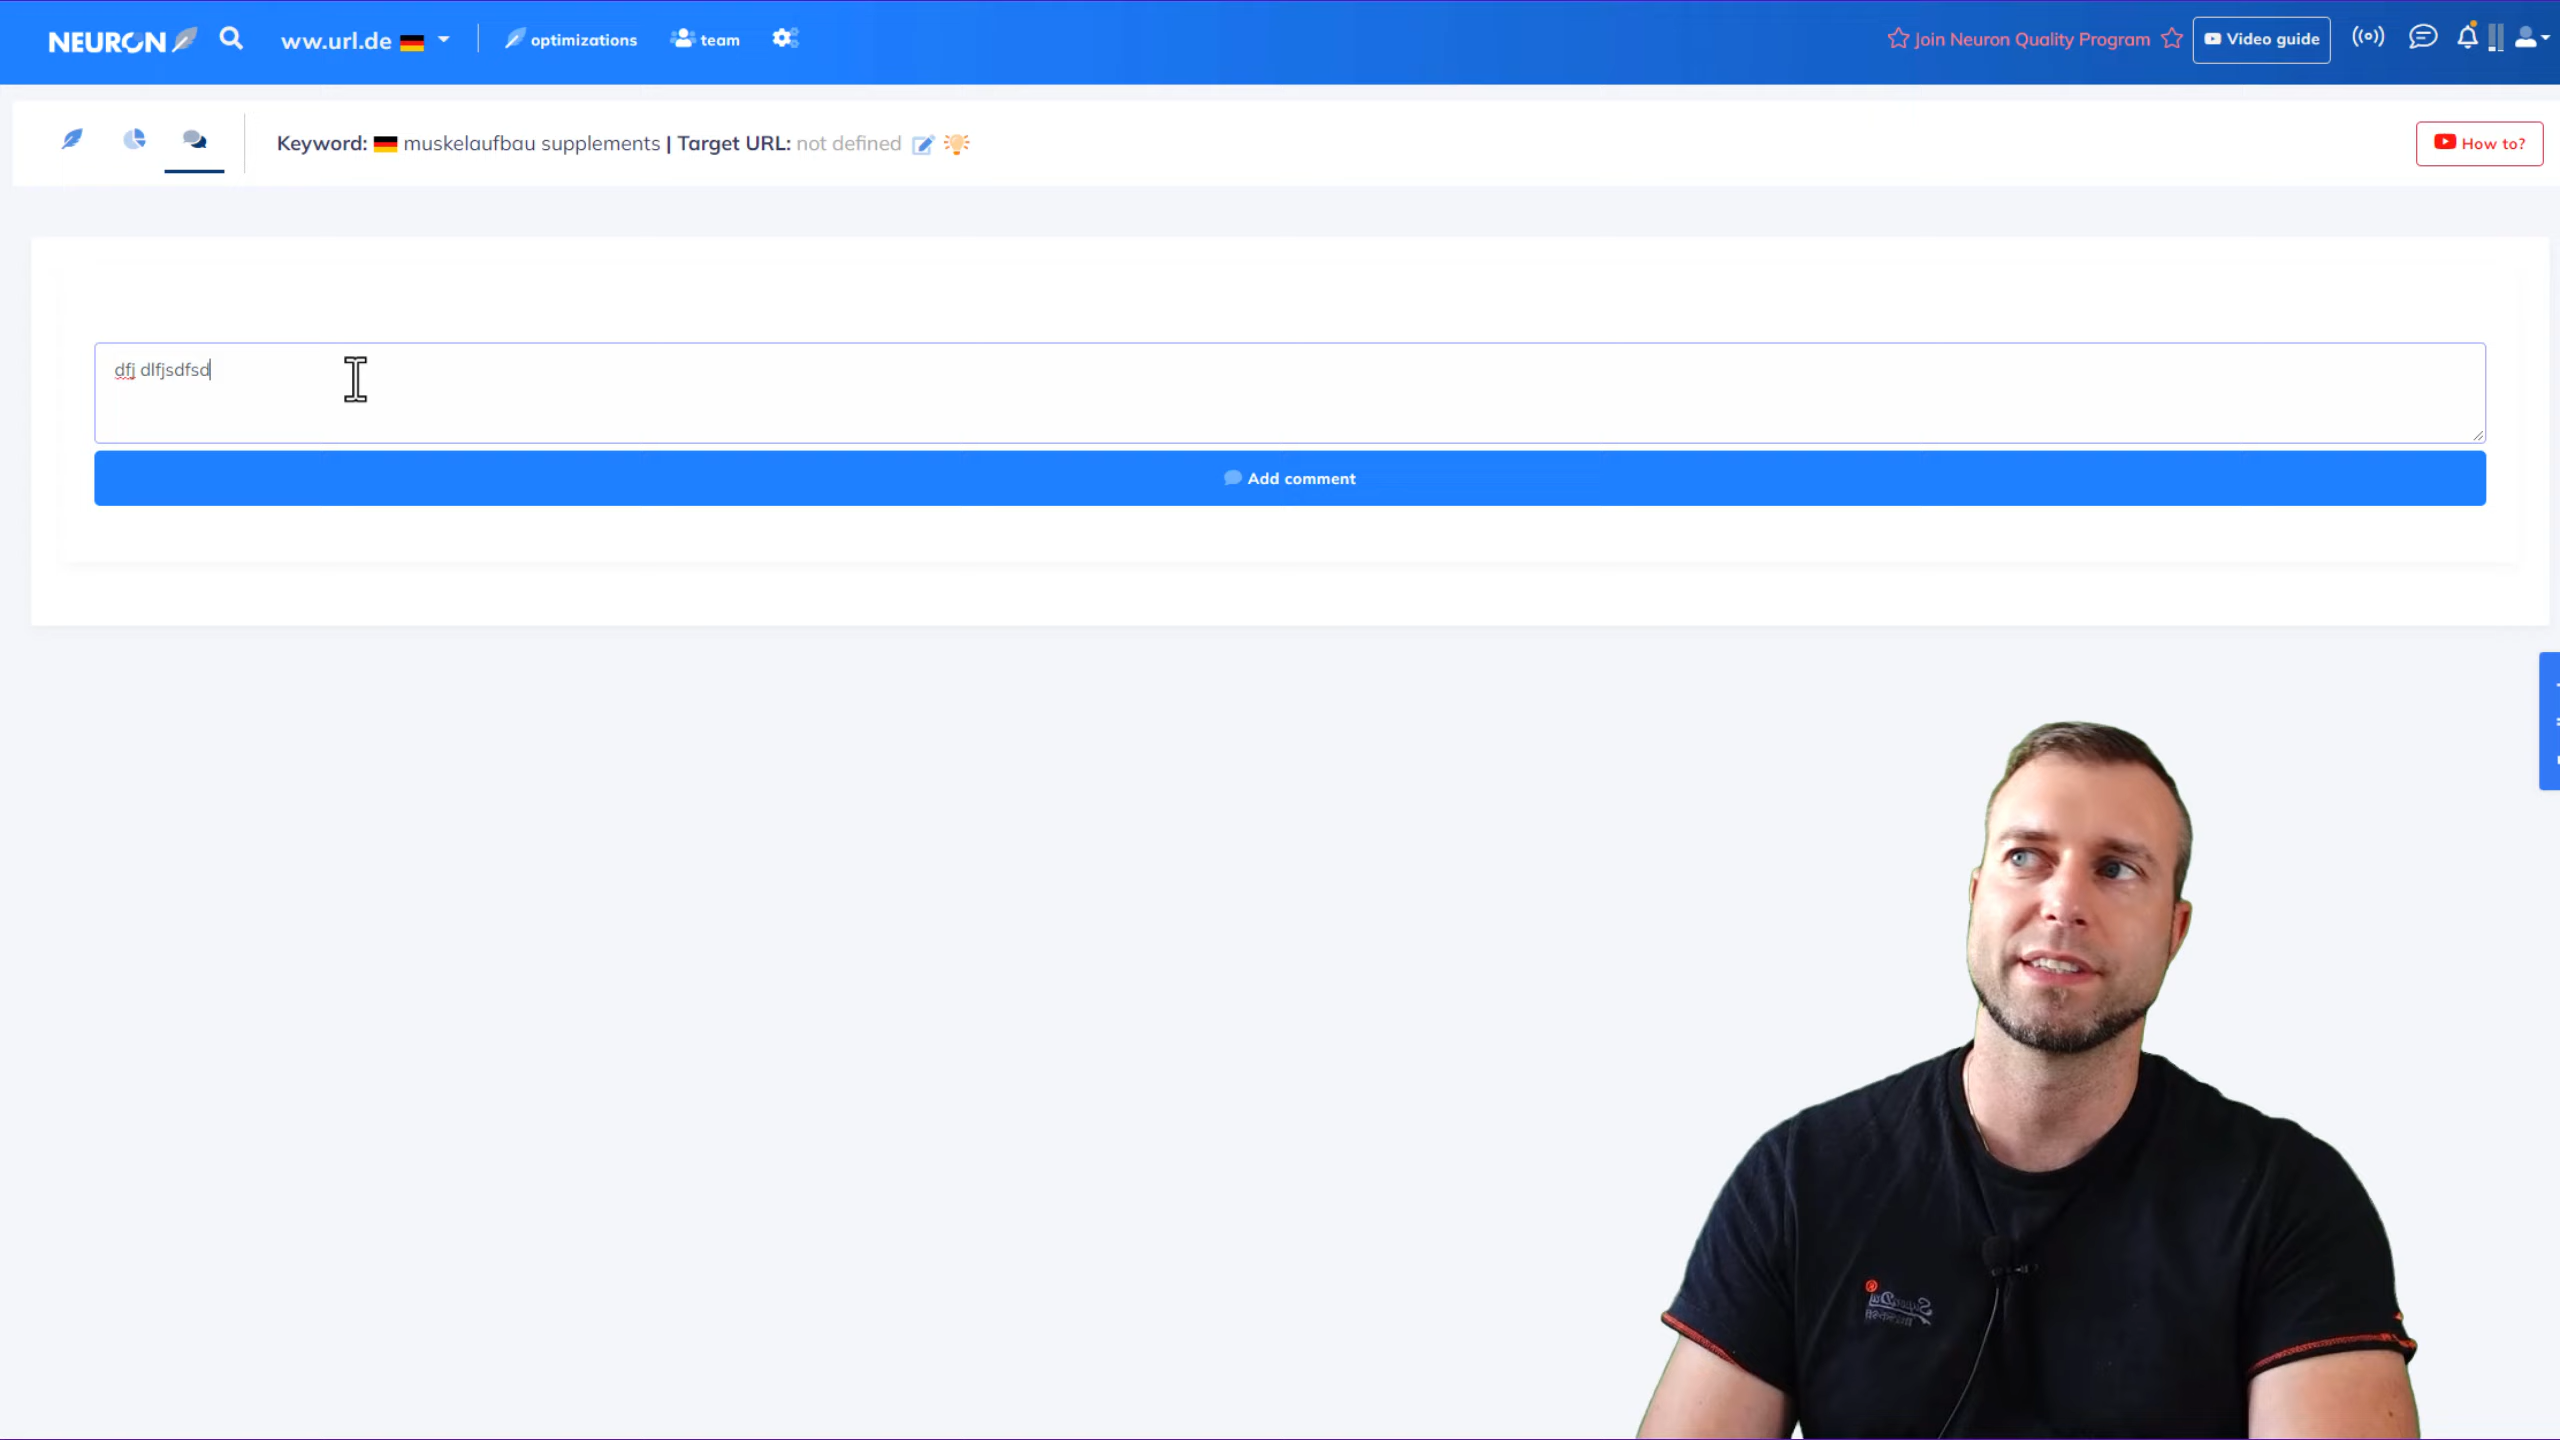 NEURON
ww.url.de
optimizations
team
Join Neuron Quality Program
Video guide
Keyword: muskelaufbau supplements | Target URL: not defined
How to?
dfj dlfjsdfsd
Add comment